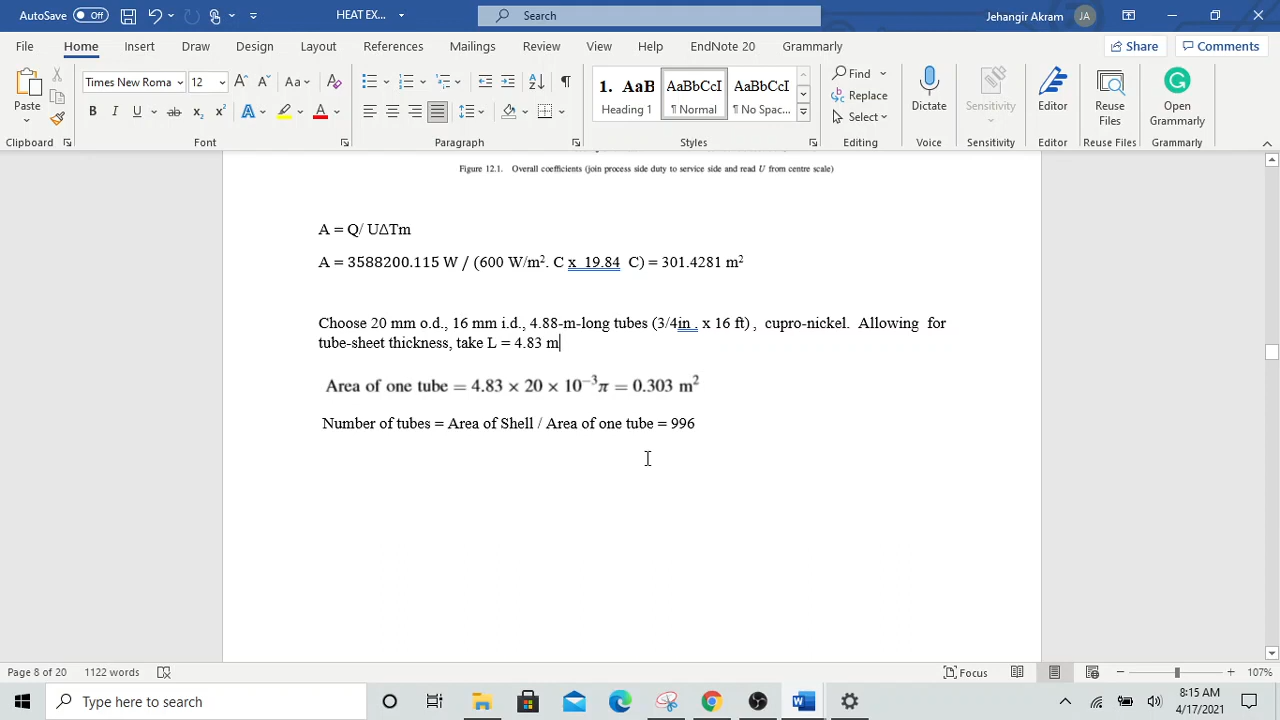 AutoSave Off Search Jehangir Akram JA
File Home Insert Draw Design Layout References Mailings Review View Help EndNote 20 Grammarly Share Comments
Paste Times New Roma 12 Aa B I U ab x₂ x² A A A 1. AaB AaBbCcI AaBbCcI Find Replace Select Dictate Sensitivity Editor Reuse Files Open Grammarly
Heading 1 ¶ Normal ¶ No Spac...
Clipboard Font Paragraph Styles Editing Voice Sensitivity Editor Reuse Files Grammarly
Figure 12.1. Overall coefficients (join process side duty to service side and read U from centre scale)
A = Q/ UΔTm
A = 3588200.115 W / (600 W/m². C x 19.84 C) = 301.4281 m²
Choose 20 mm o.d., 16 mm i.d., 4.88-m-long tubes (3/4in . x 16 ft) , cupro-nickel. Allowing for
tube-sheet thickness, take L = 4.83 m
Area of one tube = 4.83 × 20 × 10⁻³π = 0.303 m²
Number of tubes = Area of Shell / Area of one tube = 996
Page 8 of 20 1122 words Focus 107%
Type here to search 8:15 AM
4/17/2021